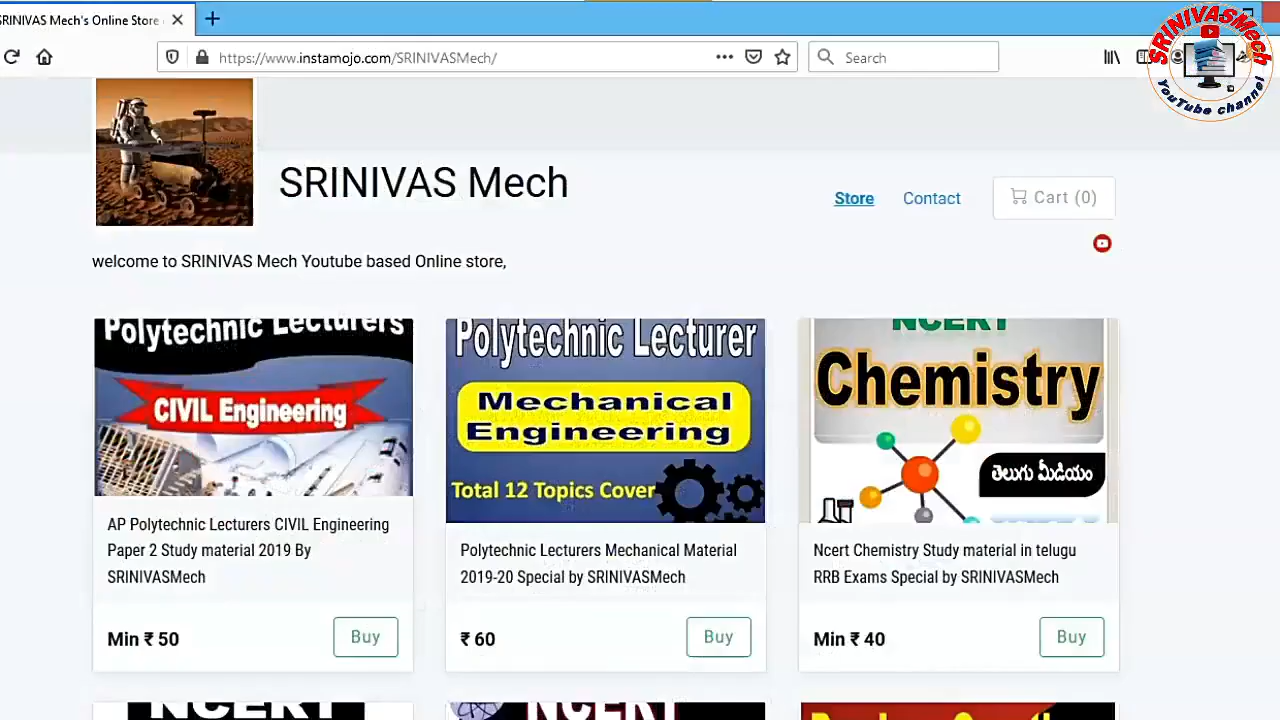 SRINIVAS Mech's Online Store
https://www.instamojo.com/SRINIVASMech/
Search
SRINIVASMech
YouTube channel
SRINIVAS Mech
Store
Contact
Cart (0)
welcome to SRINIVAS Mech Youtube based Online store,
Polytechnic Lecturers
CIVIL Engineering
AP Polytechnic Lecturers CIVIL Engineering
Paper 2 Study material 2019 By
SRINIVASMech
Min ₹ 50
Buy
Polytechnic Lecturer
Mechanical
Engineering
Total 12 Topics Cover
Polytechnic Lecturers Mechanical Material
2019-20 Special by SRINIVASMech
₹ 60
Buy
NCERT
Chemistry
తెలుగు మీడియం
Ncert Chemistry Study material in telugu
RRB Exams Special by SRINIVASMech
Min ₹ 40
Buy
NCERT
NCERT